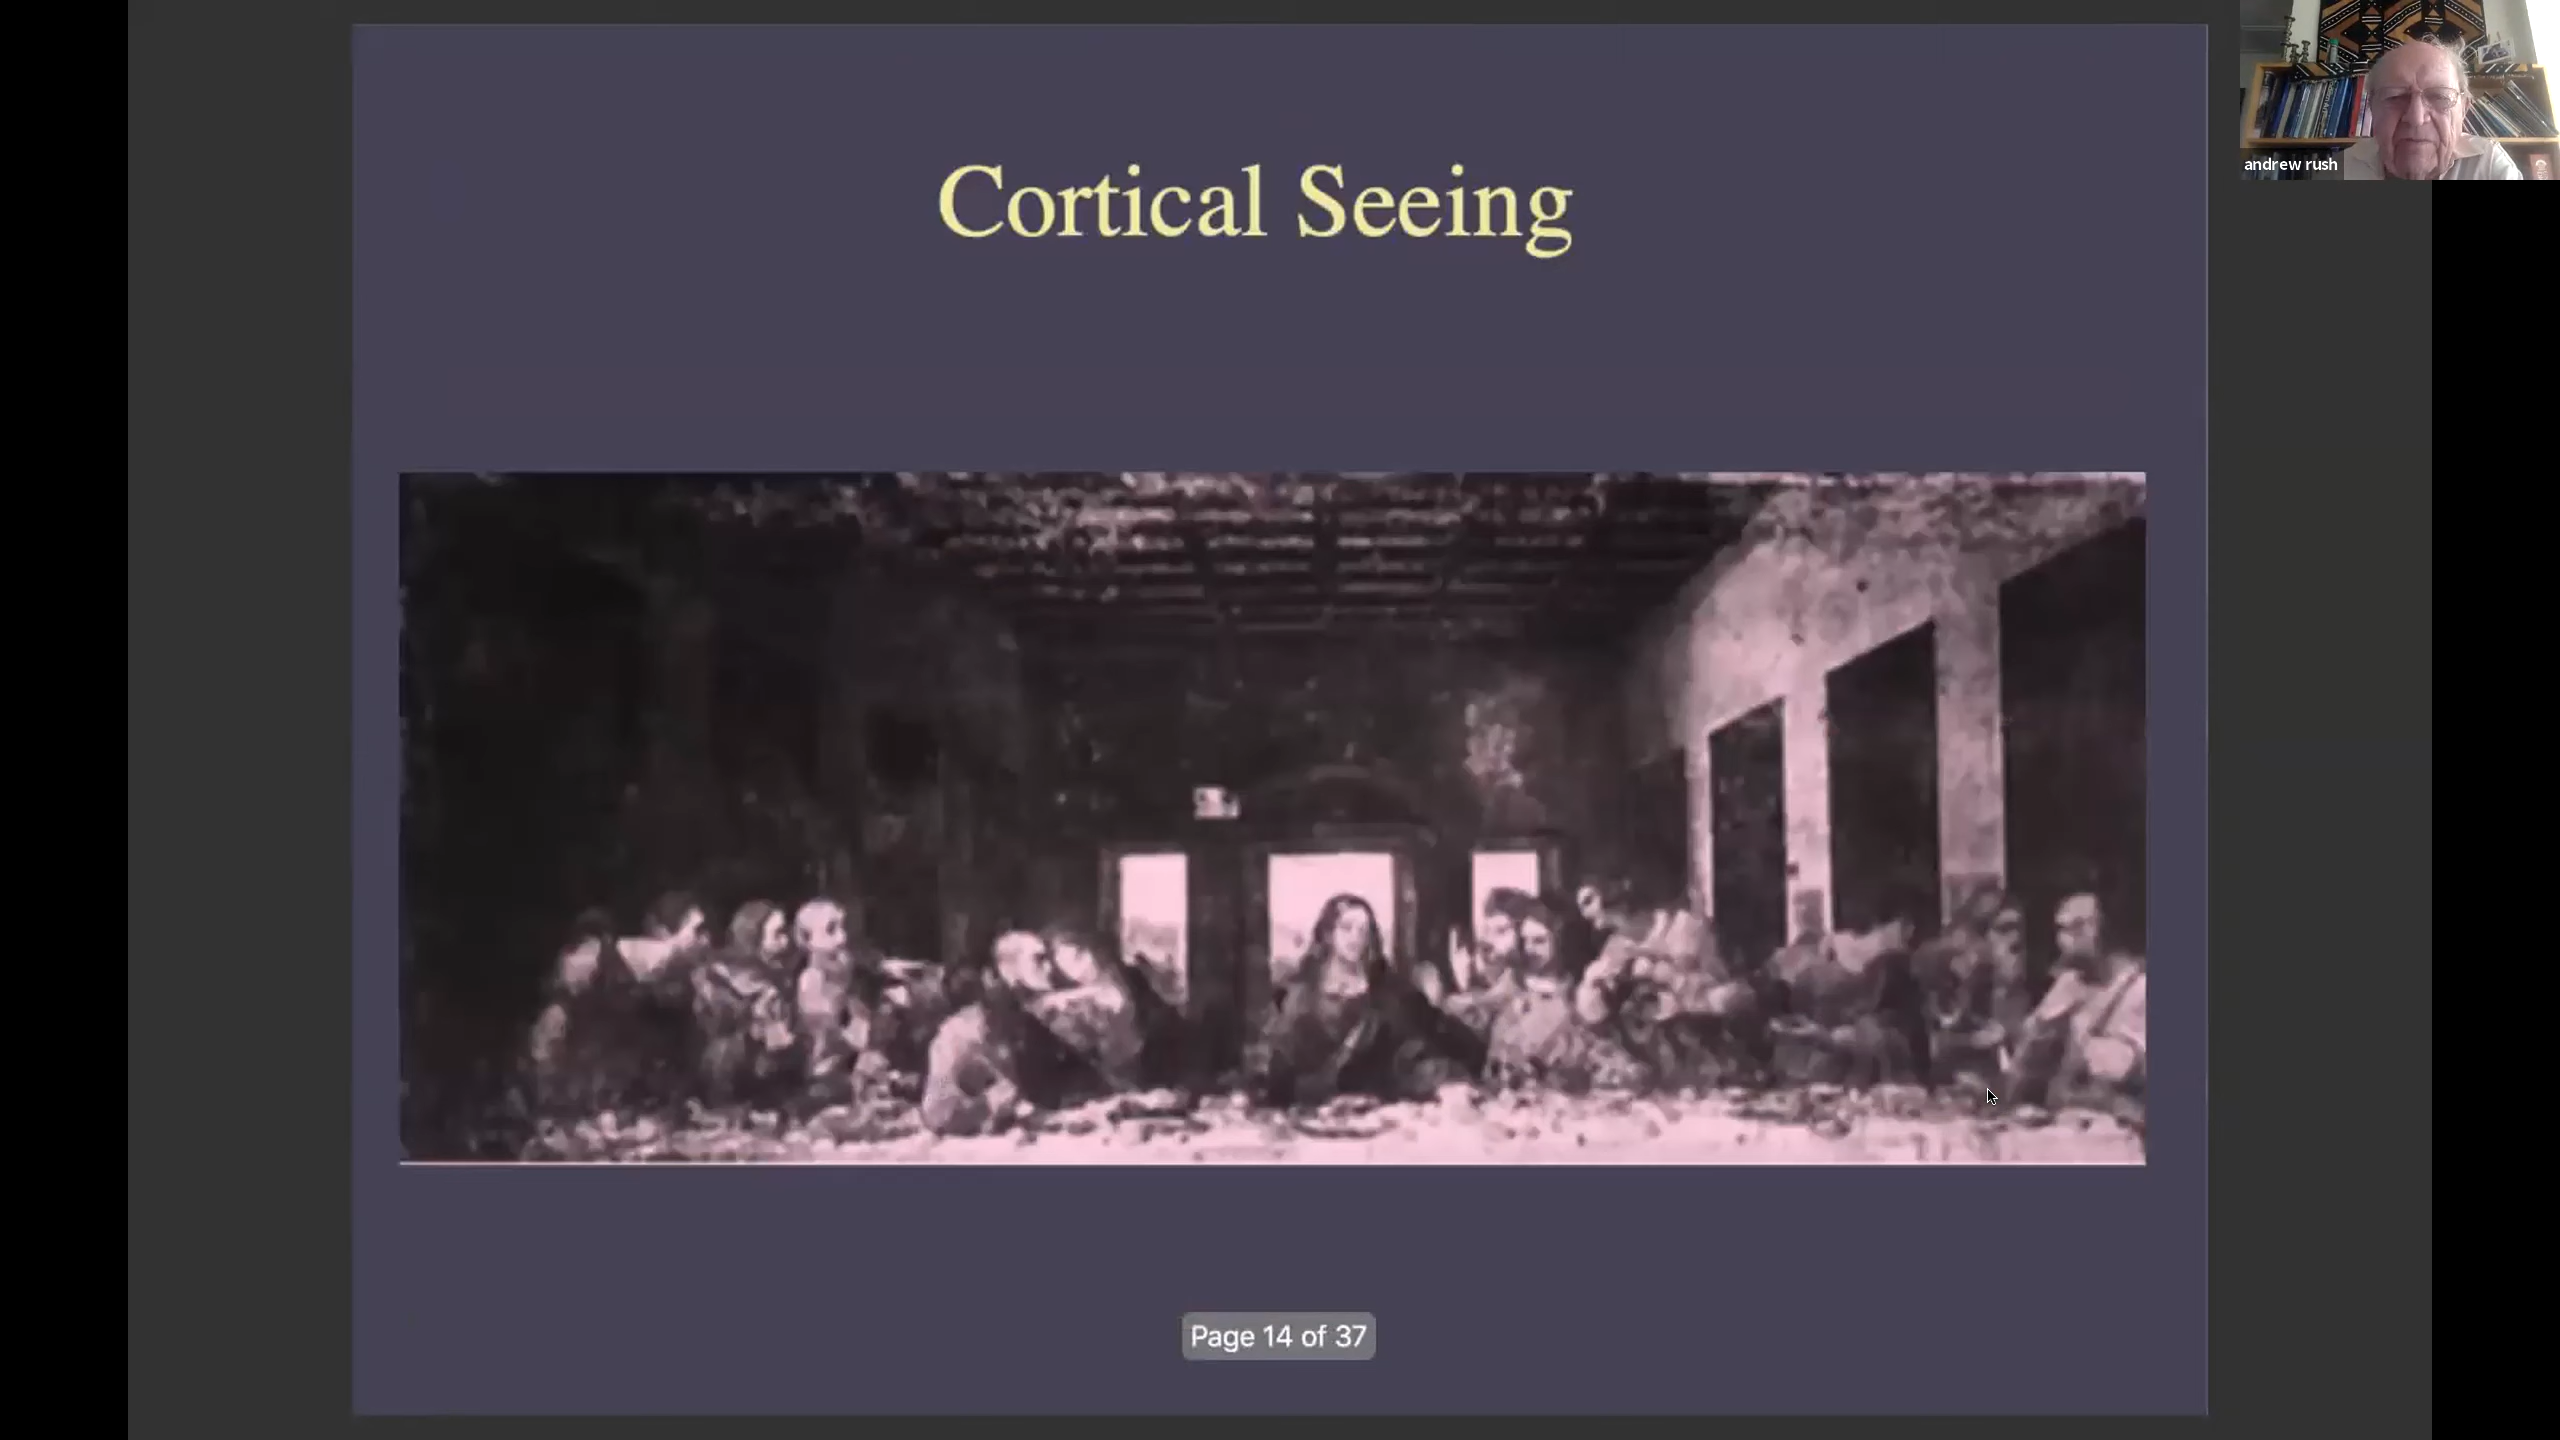 Cortical Seeing
andrew rush
Page 14 of 37